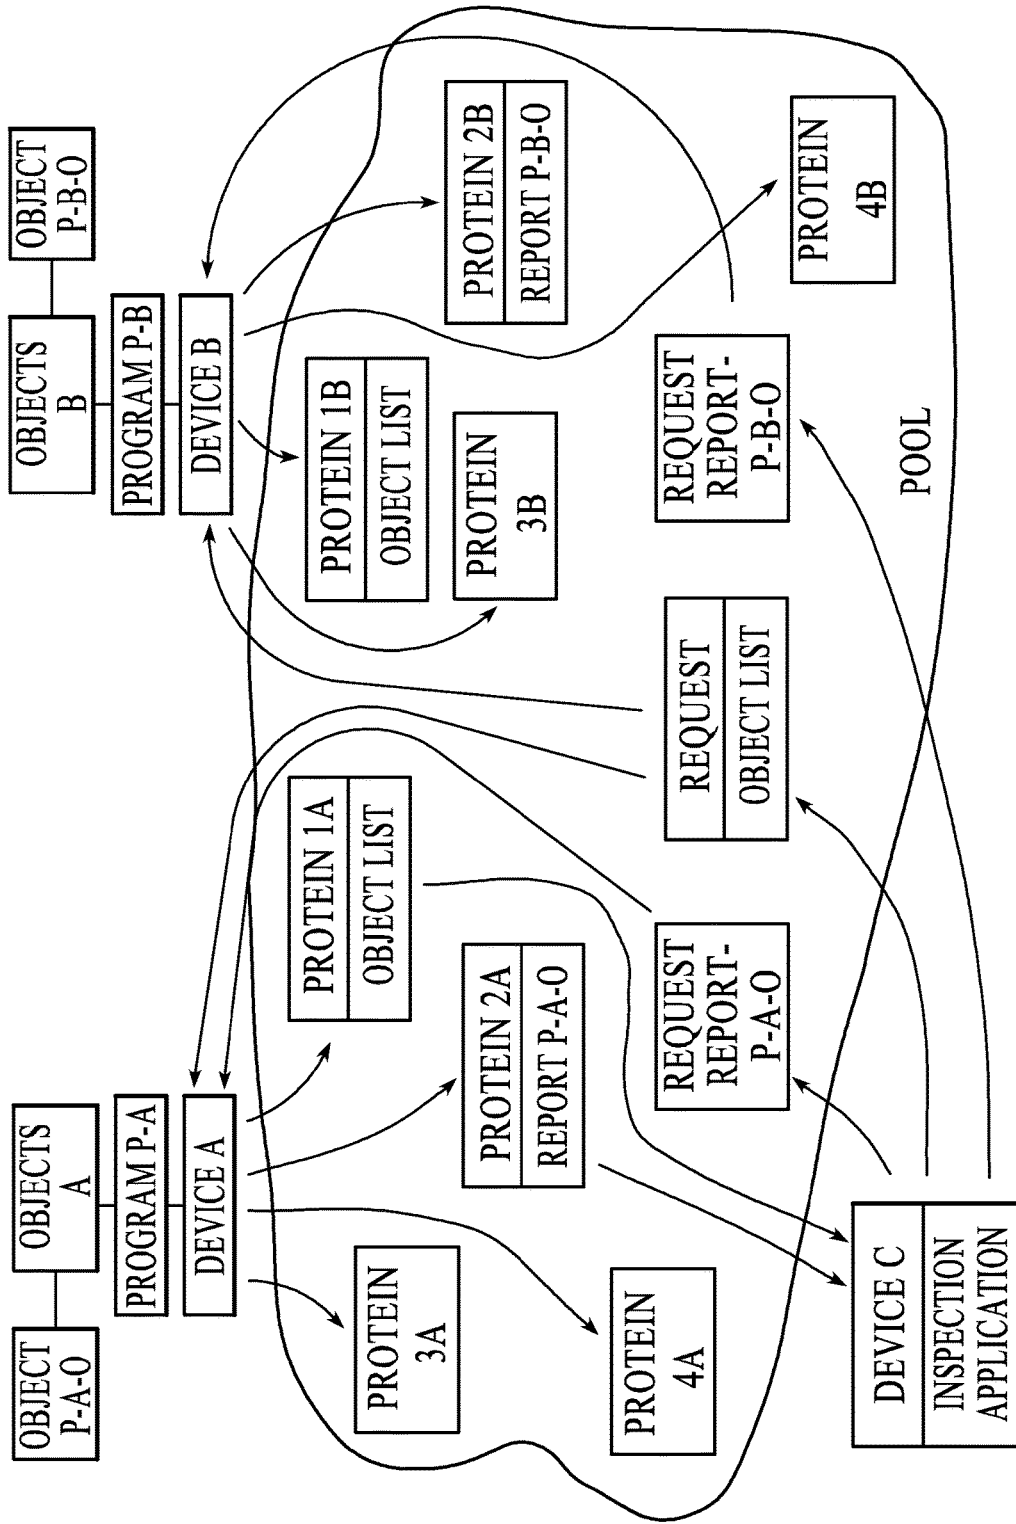 OBJECT
P-A-O
OBJECTS
A
OBJECTS
B
OBJECT
P-B-O
PROGRAM P-A
PROGRAM P-B
DEVICE A
DEVICE B
PROTEIN
3A
PROTEIN 1A
OBJECT LIST
PROTEIN 1B
OBJECT LIST
PROTEIN 2A
REPORT P-A-O
PROTEIN
3B
PROTEIN 2B
REPORT P-B-O
PROTEIN
4A
REQUEST
REPORT-
P-A-O
REQUEST
OBJECT LIST
REQUEST
REPORT-
P-B-O
PROTEIN
4B
DEVICE C
INSPECTION
APPLICATION
POOL